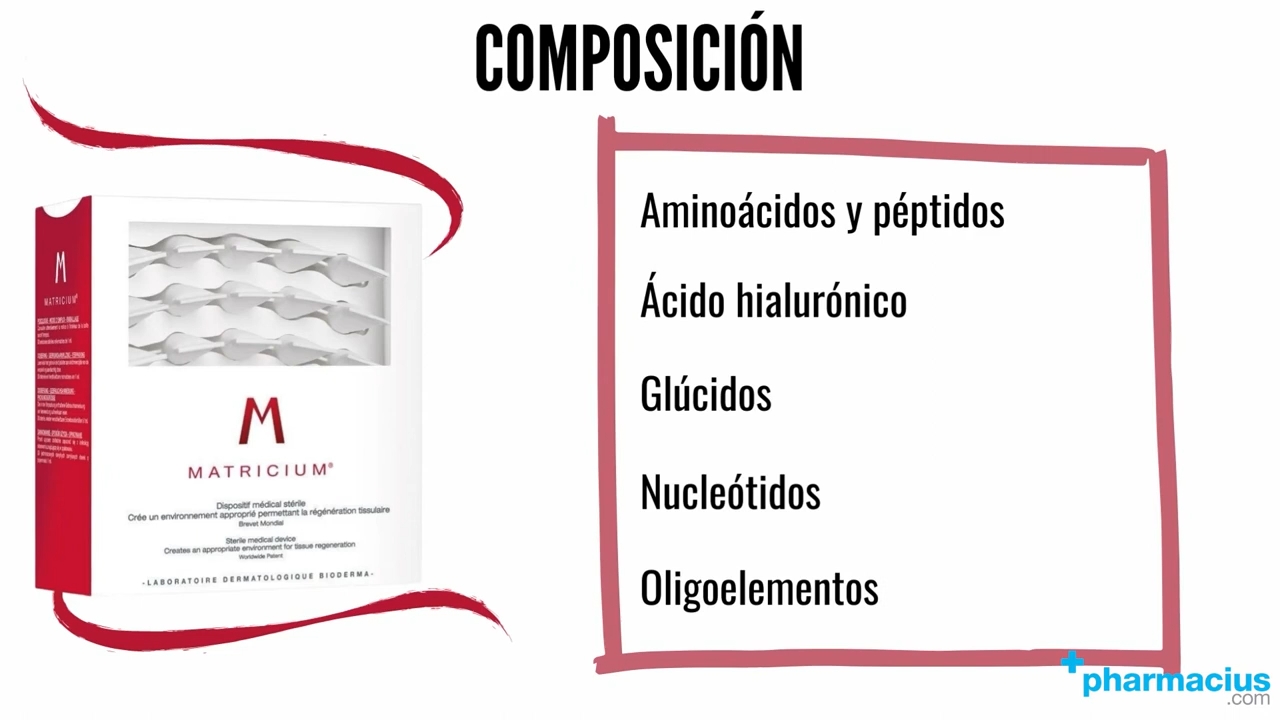 COMPOSICIÓN
M
MATRICIUM®
M
MATRICIUM®
Dispositif médical stérile
Crée un environnement approprié permettant la régénération tissulaire
Brevet Mondial
Sterile medical device
Creates an appropriate environment for tissue regeneration
Worldwide Patent
-LABORATOIRE DERMATOLOGIQUE BIODERMA-
Aminoácidos y péptidos
Ácido hialurónico
Glúcidos
Nucleótidos
Oligoelementos
pharmacius
.com